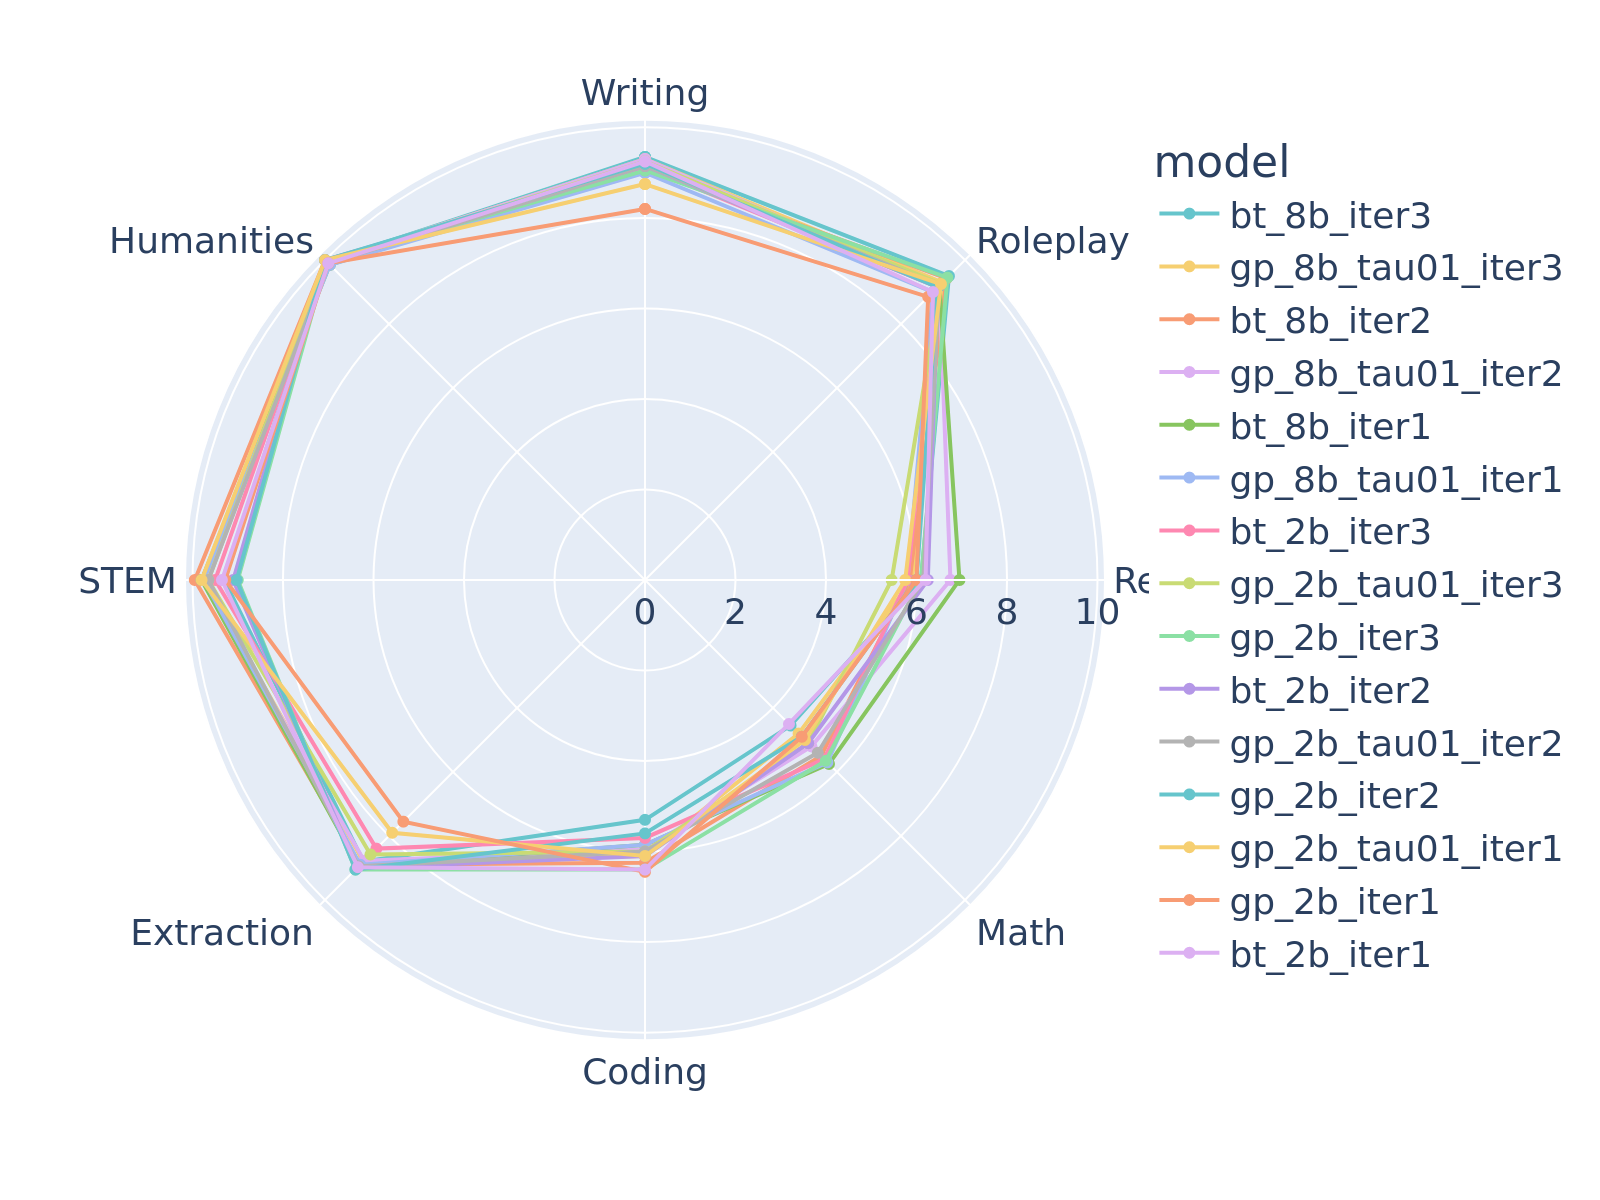 Writing
Humanities
Roleplay
STEM
Re
0 2 4 6 8 10
Extraction
Math
Coding
model
bt_8b_iter3
gp_8b_tau01_iter3
bt_8b_iter2
gp_8b_tau01_iter2
bt_8b_iter1
gp_8b_tau01_iter1
bt_2b_iter3
gp_2b_tau01_iter3
gp_2b_iter3
bt_2b_iter2
gp_2b_tau01_iter2
gp_2b_iter2
gp_2b_tau01_iter1
gp_2b_iter1
bt_2b_iter1